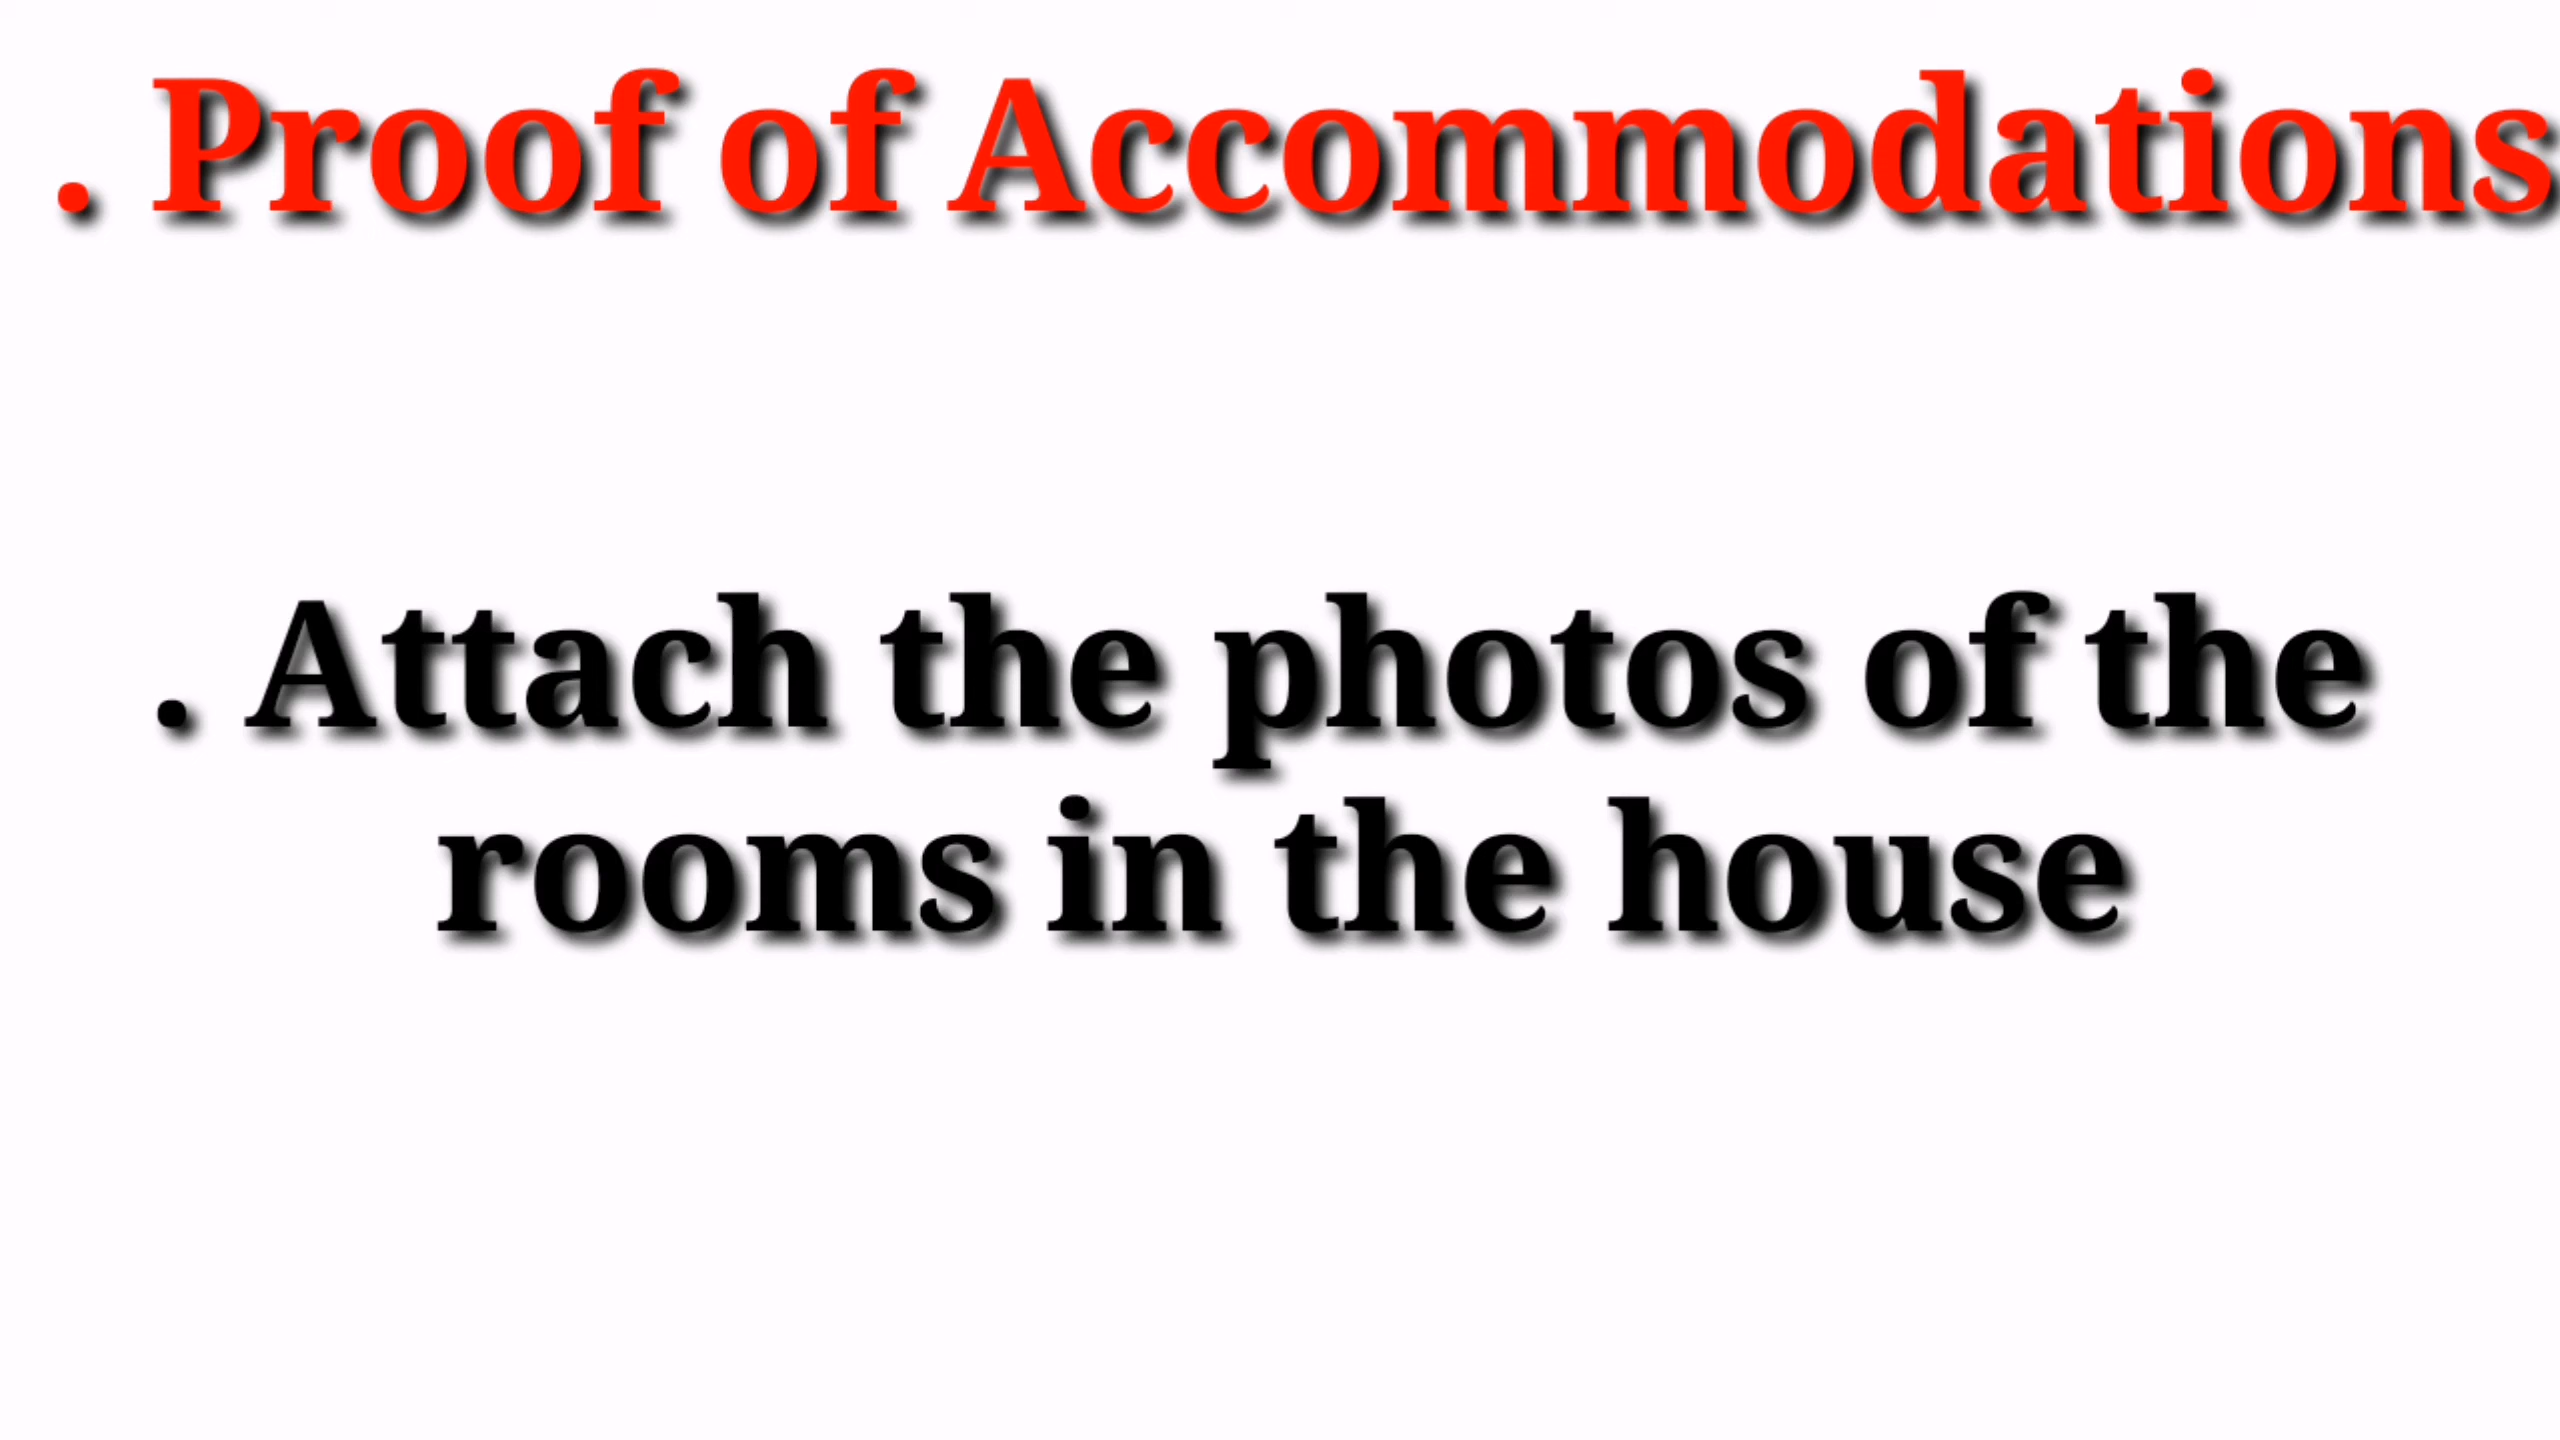 . Proof of Accommodations
. Attach the photos of the
rooms in the house